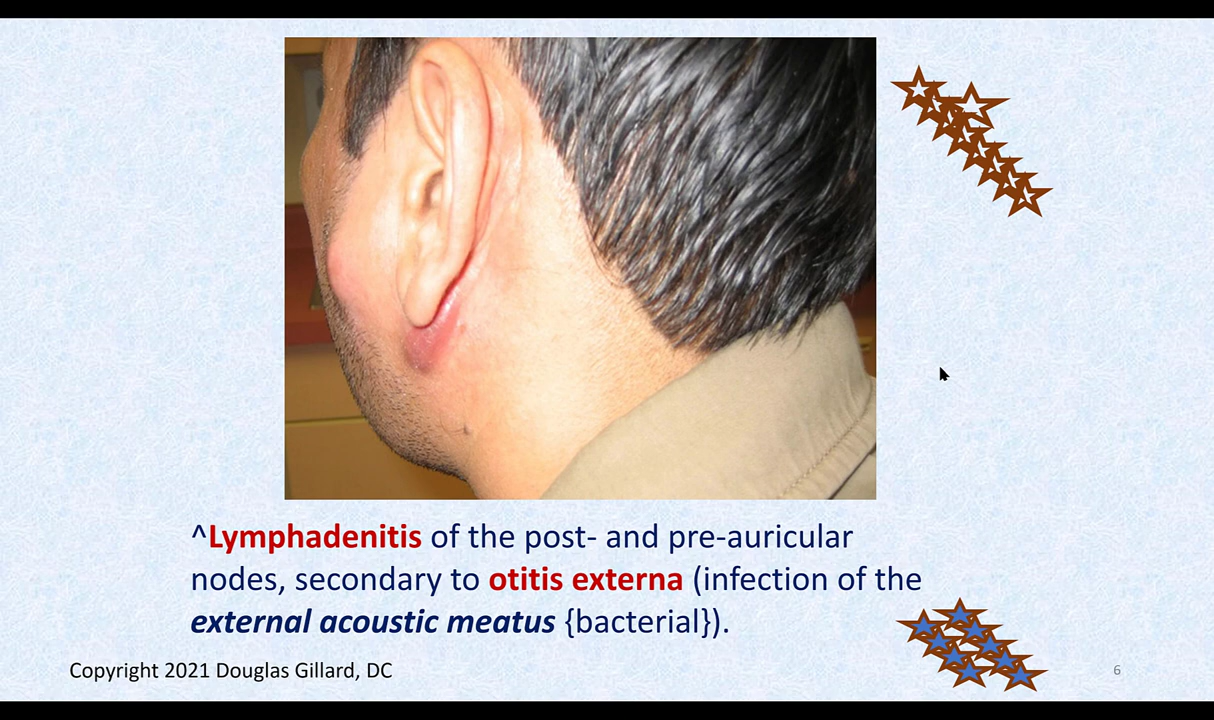 ^Lymphadenitis of the post- and pre-auricular
nodes, secondary to otitis externa (infection of the
external acoustic meatus {bacterial}).
Copyright 2021 Douglas Gillard, DC
6